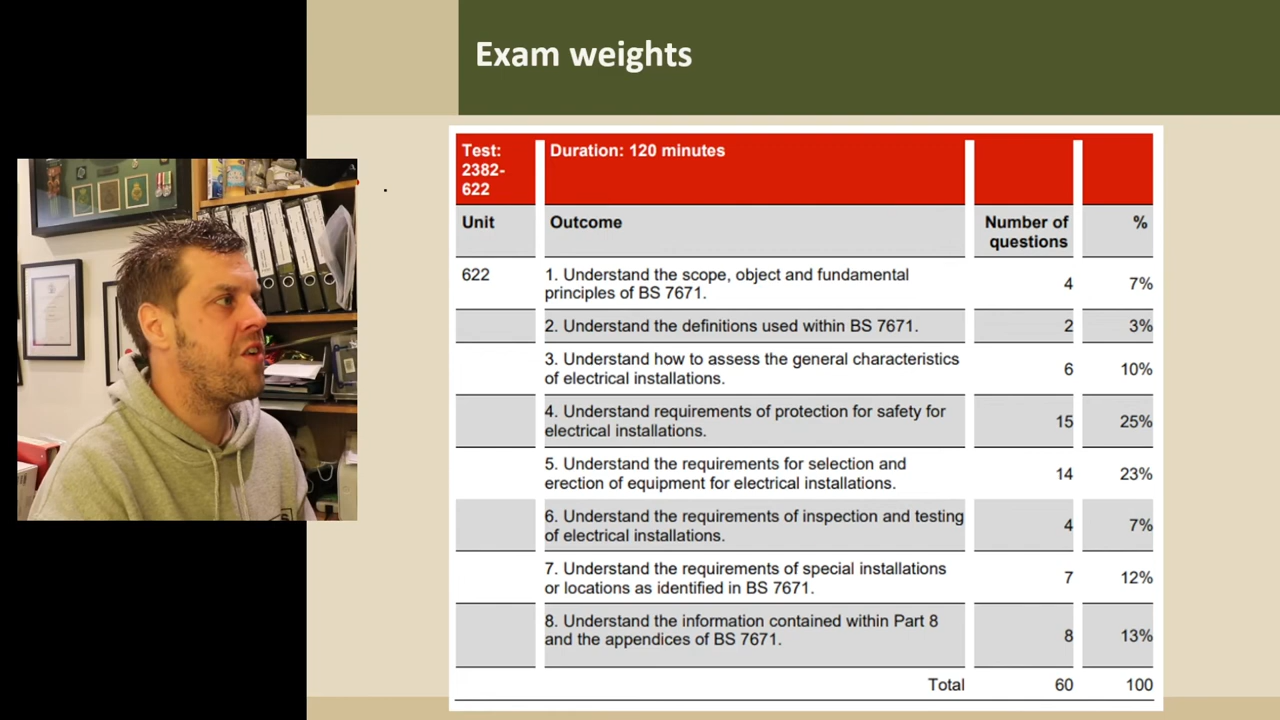 Exam weights
Test: 2382-622 Duration: 120 minutes
Unit Outcome Number of questions %
622 1. Understand the scope, object and fundamental principles of BS 7671. 4 7%
2. Understand the definitions used within BS 7671. 2 3%
3. Understand how to assess the general characteristics of electrical installations. 6 10%
4. Understand requirements of protection for safety for electrical installations. 15 25%
5. Understand the requirements for selection and erection of equipment for electrical installations. 14 23%
6. Understand the requirements of inspection and testing of electrical installations. 4 7%
7. Understand the requirements of special installations or locations as identified in BS 7671. 7 12%
8. Understand the information contained within Part 8 and the appendices of BS 7671. 8 13%
Total 60 100